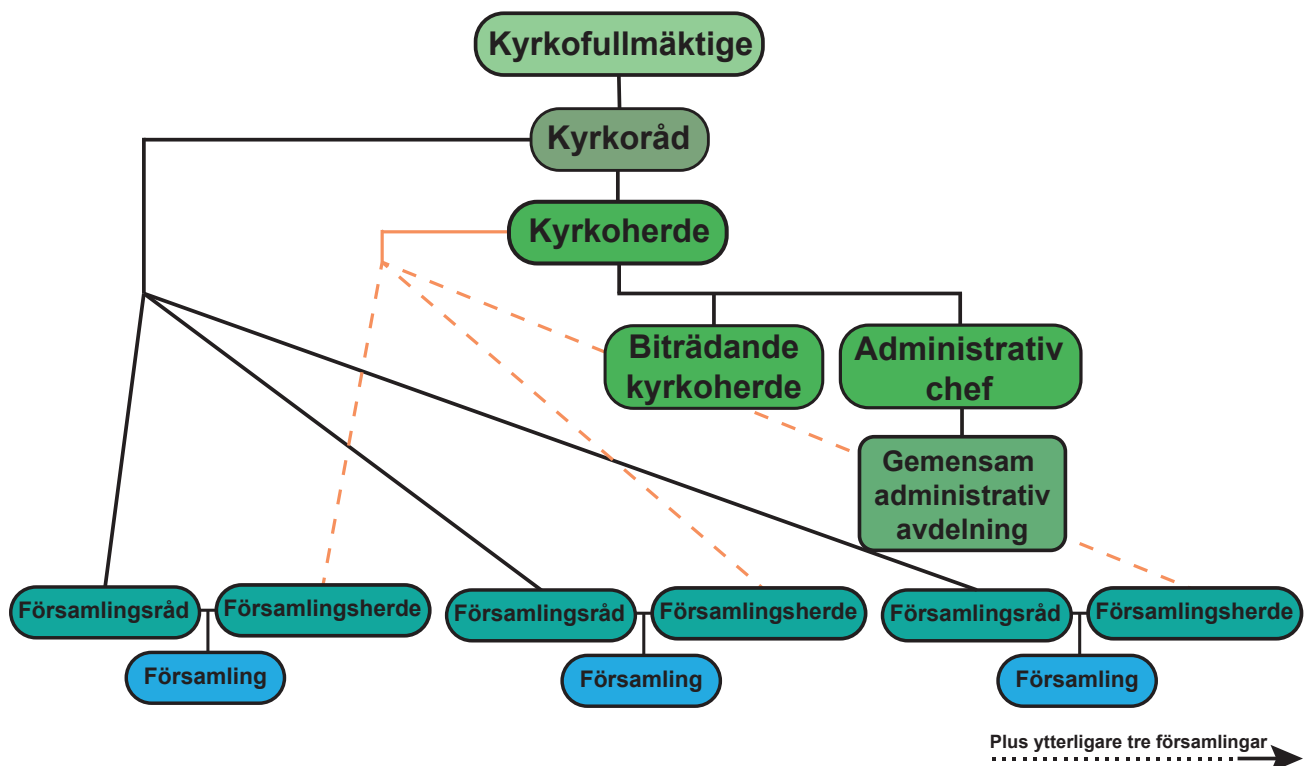 Kyrkofullmäktige
Kyrkoråd
Kyrkoherde
Biträdande
kyrkoherde
Administrativ
chef
Gemensam
administrativ
avdelning
Församlingsråd
Församlingsherde
Församling
Församlingsråd
Församlingsherde
Församling
Församlingsråd
Församlingsherde
Församling
Plus ytterligare tre församlingar